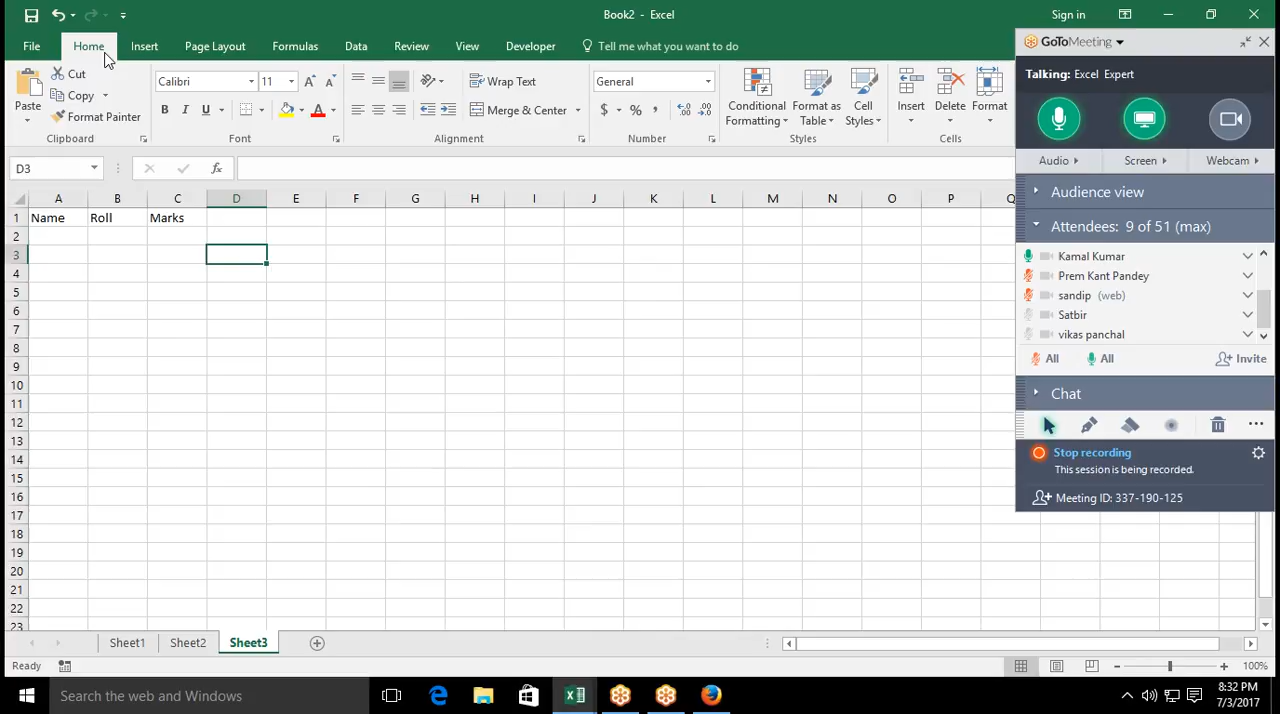 Book2 - Excel
Sign in
File
Home
Insert
Page Layout
Formulas
Data
Review
View
Developer
Tell me what you want to do
Paste
Cut
Copy
Format Painter
Clipboard
Calibri
11
B I U
A
Font
Wrap Text
Merge & Center
Alignment
General
$ % ,
Number
Conditional Formatting
Format as Table
Cell Styles
Styles
Insert
Delete
Format
Cells
D3
fx
A B C D E F G H I J K L M N O P Q
1 Name Roll Marks
2
3
4
5
6
7
8
9
10
11
12
13
14
15
16
17
18
19
20
21
22
23
Sheet1
Sheet2
Sheet3
Ready
100%
GoToMeeting
Talking: Excel Expert
Audio
Screen
Webcam
Audience view
Attendees: 9 of 51 (max)
Kamal Kumar
Prem Kant Pandey
sandip (web)
Satbir
vikas panchal
All
All
Invite
Chat
Stop recording
This session is being recorded.
Meeting ID: 337-190-125
Search the web and Windows
8:32 PM
7/3/2017